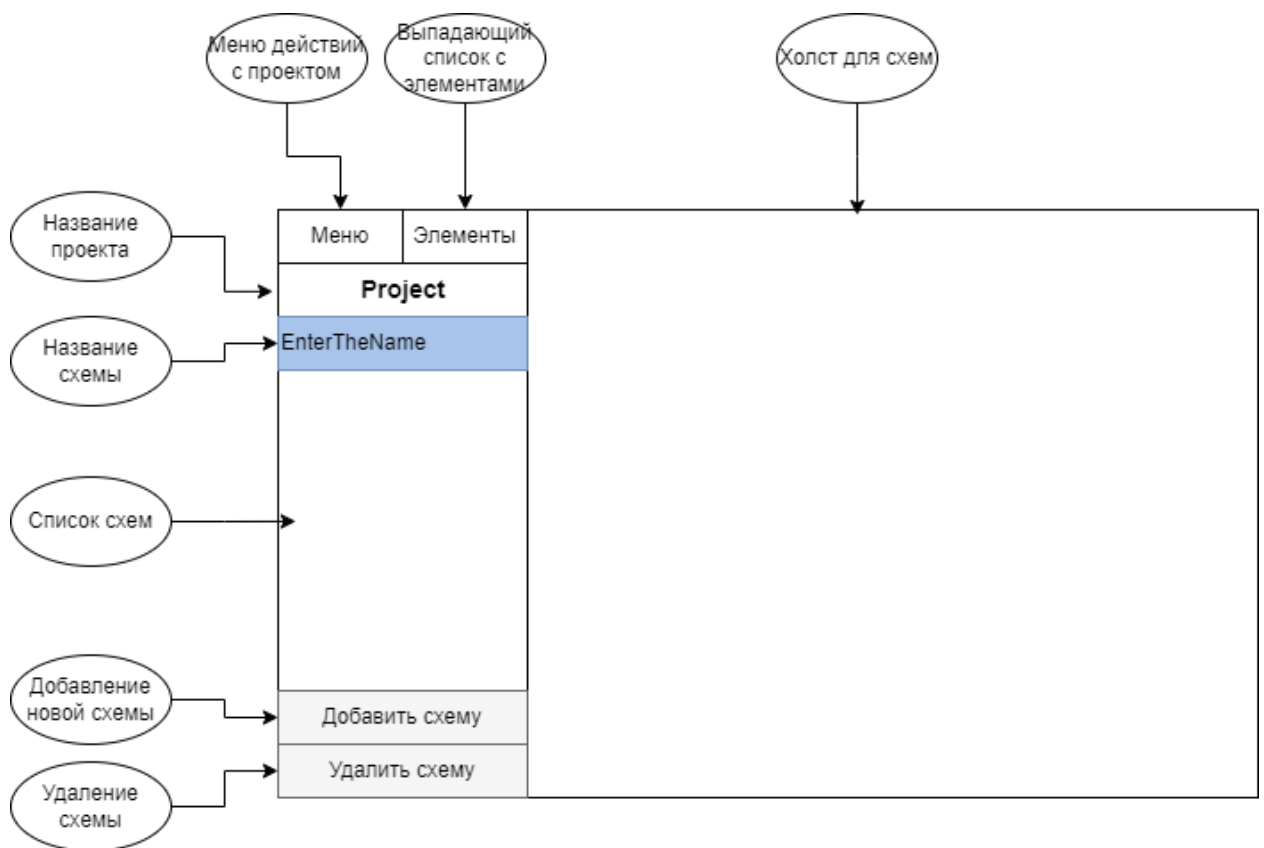 Меню действий
с проектом
Выпадающий
список с
элементами
Холст для схем
Название
проекта
Меню
Элементы
Project
Название
схемы
EnterTheName
Список схем
Добавление
новой схемы
Добавить схему
Удаление
схемы
Удалить схему